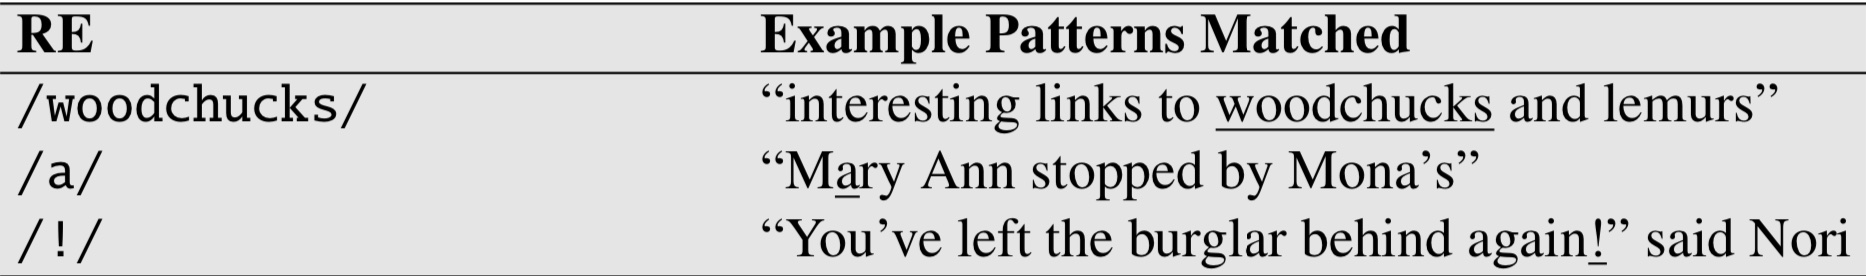 RE Example Patterns Matched
/woodchucks/ “interesting links to woodchucks and lemurs”
/a/ “Mary Ann stopped by Mona’s”
/!/ “You’ve left the burglar behind again!” said Nori